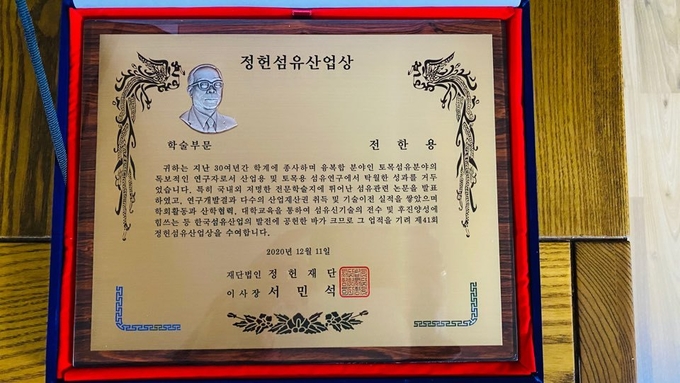 정헌섬유산업상
학술부문 전한용
귀하는 지난 30여년간 학계에 종사하며 융복합 분야인 토목섬유분야의
독보적인 연구자로서 산업용 및 토목용 섬유연구에서 탁월한 성과를 거두
었습니다. 특히 국내외 저명한 전문학술지에 뛰어난 섬유관련 논문을 발표
하였고, 연구개발결과 다수의 산업재산권 취득 및 기술이전 실적을 쌓았으며
학회활동과 산학협력, 대학교육을 통하여 섬유신기술의 전수 및 후진양성에
힘쓰는 등 한국섬유산업의 발전에 공헌한 바가 크므로 그 업적을 기려 제41회
정헌섬유산업상을 수여합니다.
2020년 12월 11일
재단법인 정헌재단
이사장 서민석